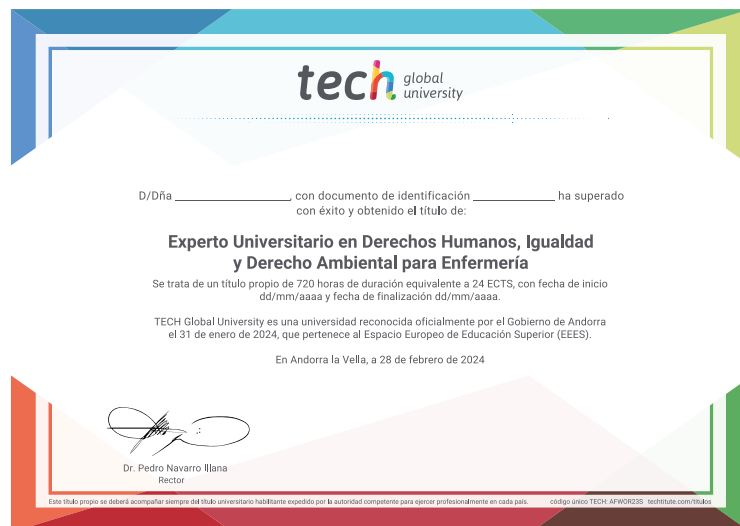 tech global
university
D/Dña ______________, con documento de identificación ______________ ha superado
con éxito y obtenido el título de:
Experto Universitario en Derechos Humanos, Igualdad
y Derecho Ambiental para Enfermería
Se trata de un título propio de 720 horas de duración equivalente a 24 ECTS, con fecha de inicio
dd/mm/aaaa y fecha de finalización dd/mm/aaaa.
TECH Global University es una universidad reconocida oficialmente por el Gobierno de Andorra
el 31 de enero de 2024, que pertenece al Espacio Europeo de Educación Superior (EEES).
En Andorra la Vella, a 28 de febrero de 2024
Dr. Pedro Navarro Illana
Rector
Este título propio se deberá acompañar siempre del título universitario habilitante expedido por la autoridad competente para ejercer profesionalmente en cada país. código único TECH: AFWOR23S techtitute.com/titulos